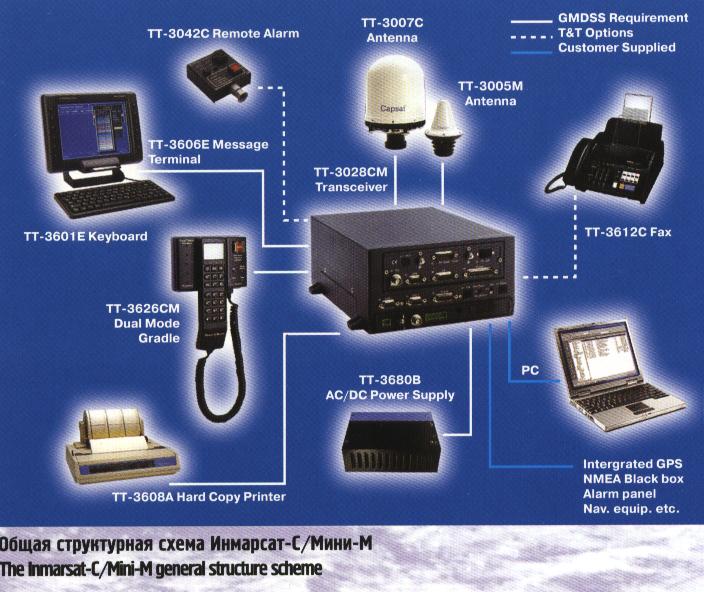 TT-3042C Remote Alarm
TT-3007C
Antenna
GMDSS Requirement
T&T Options
Customer Supplied
Capsat
TT-3005M
Antenna
TT-3606E Message
Terminal
TT-3028CM
Transceiver
TT-3601E Keyboard
TT-3612C Fax
TT-3626CM
Dual Mode
Gradle
PC
TT-3680B
AC/DC Power Supply
TT-3608A Hard Copy Printer
Intergrated GPS
NMEA Black box
Alarm panel
Nav. equip. etc.
Общая структурная схема Инмарсат-С/Мини-М
The Inmarsat-C/Mini-M general structure scheme